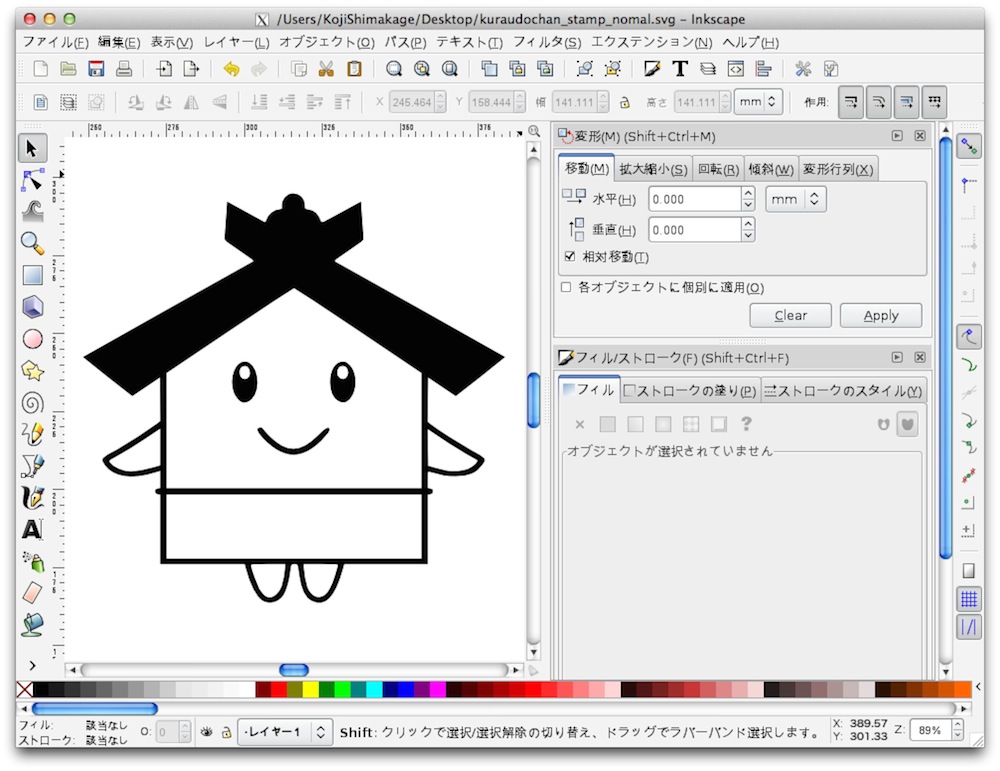 /Users/KojiShimakage/Desktop/kuraudochan_stamp_nomal.svg - Inkscape
ファイル(F) 編集(E) 表示(V) レイヤー(L) オブジェクト(O) パス(P) テキスト(T) フィルタ(S) エクステンション(N) ヘルプ(H)
X 245.464 Y 158.444 幅 141.111 高さ 141.111 mm 作用:
250 275 300 325 350 375
変形(M) (Shift+Ctrl+M)
移動(M) 拡大縮小(S) 回転(R) 傾斜(W) 変形行列(X)
水平(H) 0.000 mm
垂直(H) 0.000
相対移動(T)
各オブジェクトに個別に適用(O)
Clear Apply
フィル/ストローク(F) (Shift+Ctrl+F)
フィル ストロークの塗り(P) ストロークのスタイル(Y)
オブジェクトが選択されていません
フィル: 該当なし
ストローク: 該当なし
O: 0
・レイヤー1
Shift: クリックで選択/選択解除の切り替え、ドラッグでラバーバンド選択します。
X: 389.57
Y: 301.33
Z: 89%